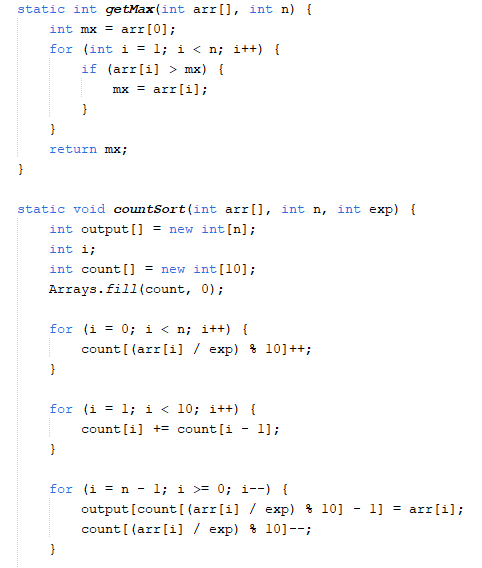 static int getMax(int arr[], int n) {
    int mx = arr[0];
    for (int i = 1; i < n; i++) {
        if (arr[i] > mx) {
            mx = arr[i];
        }
    }
    return mx;
}

static void countSort(int arr[], int n, int exp) {
    int output[] = new int[n];
    int i;
    int count[] = new int[10];
    Arrays.fill(count, 0);

    for (i = 0; i < n; i++) {
        count[(arr[i] / exp) % 10]++;
    }

    for (i = 1; i < 10; i++) {
        count[i] += count[i - 1];
    }

    for (i = n - 1; i >= 0; i--) {
        output[count[(arr[i] / exp) % 10] - 1] = arr[i];
        count[(arr[i] / exp) % 10]--;
    }